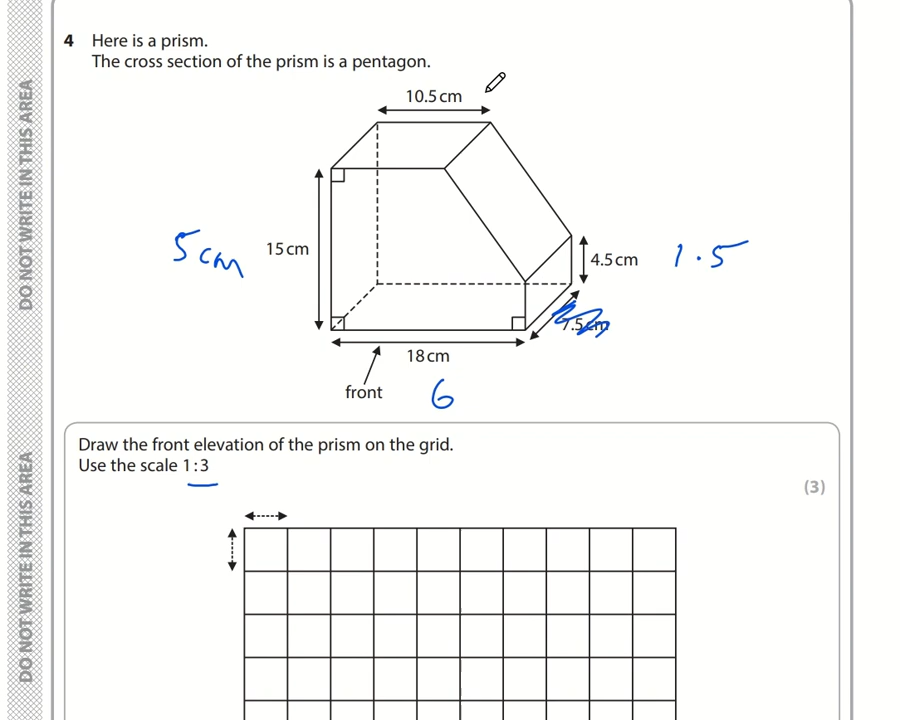 4 Here is a prism.
The cross section of the prism is a pentagon.
10.5 cm
5 cm
15 cm
4.5 cm
1.5
7.5 cm
18 cm
front
6
Draw the front elevation of the prism on the grid.
Use the scale 1:3
(3)
DO NOT WRITE IN THIS AREA
DO NOT WRITE IN THIS AREA